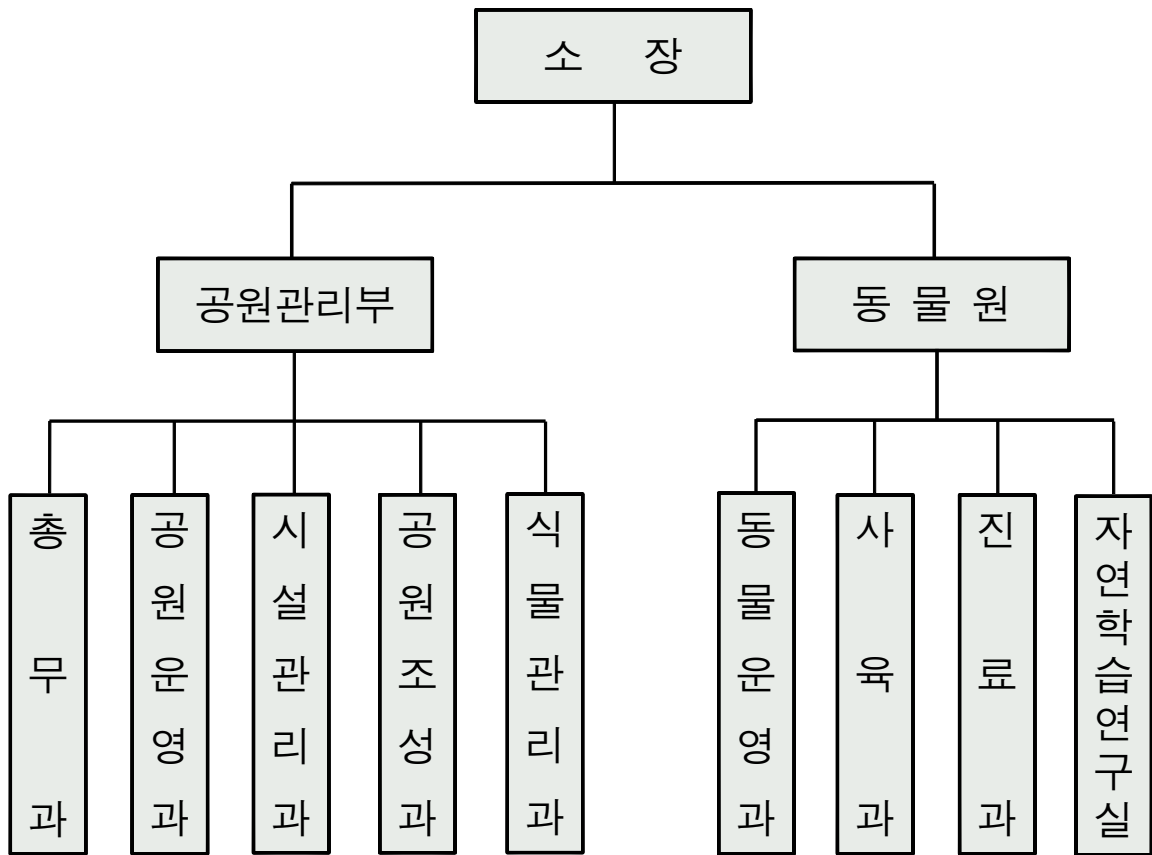 소 장
공원관리부
동 물 원
총무과
공원운영과
시설관리과
공원조성과
식물관리과
동물운영과
사육과
진료과
자연학습연구실